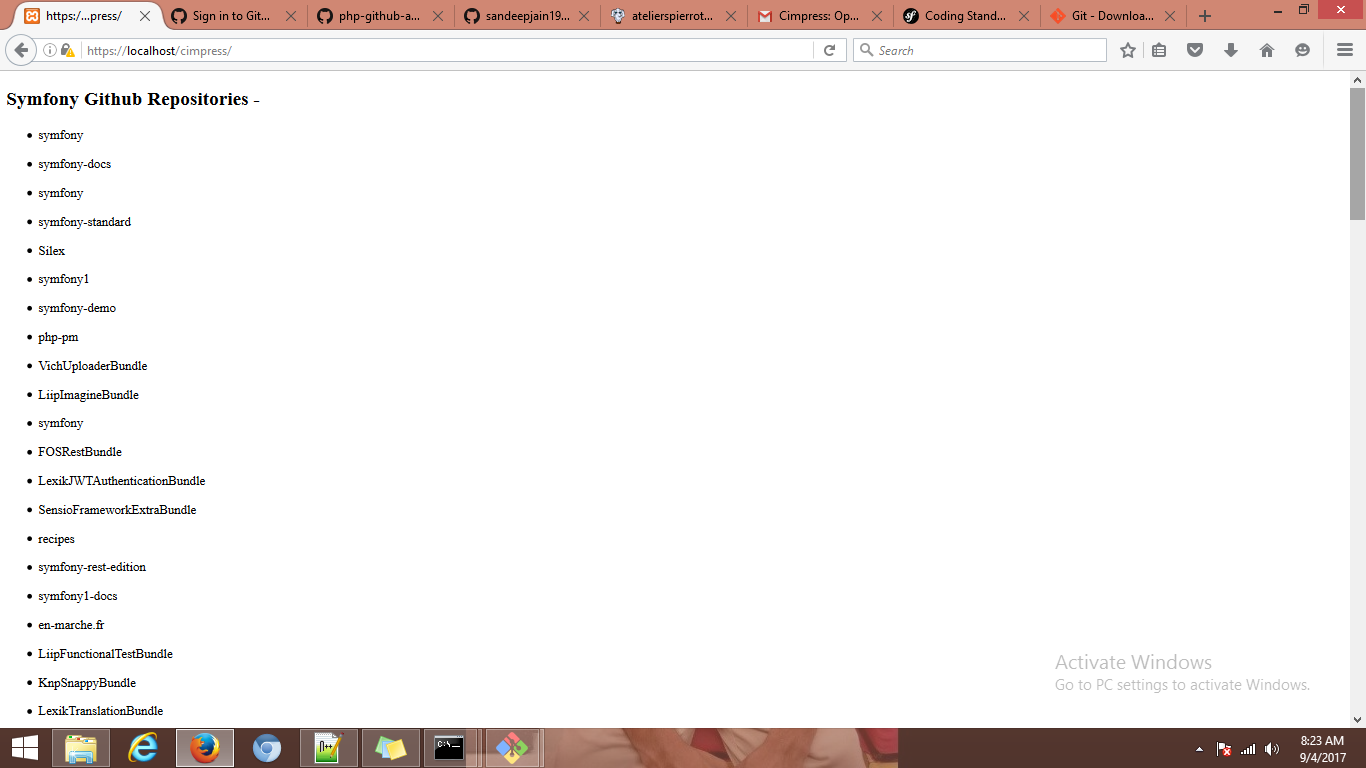 https:/...press/
Sign in to Git...
php-github-a...
sandeepjain19...
atelierspierrot...
Cimpress: Op...
Coding Stand...
Git - Downloa...
https://localhost/cimpress/
Search
Symfony Github Repositories -
• symfony
• symfony-docs
• symfony
• symfony-standard
• Silex
• symfony1
• symfony-demo
• php-pm
• VichUploaderBundle
• LiipImagineBundle
• symfony
• FOSRestBundle
• LexikJWTAuthenticationBundle
• SensioFrameworkExtraBundle
• recipes
• symfony-rest-edition
• symfony1-docs
• en-marche.fr
• LiipFunctionalTestBundle
• KnpSnappyBundle
• LexikTranslationBundle
Activate Windows
Go to PC settings to activate Windows.
8:23 AM
9/4/2017